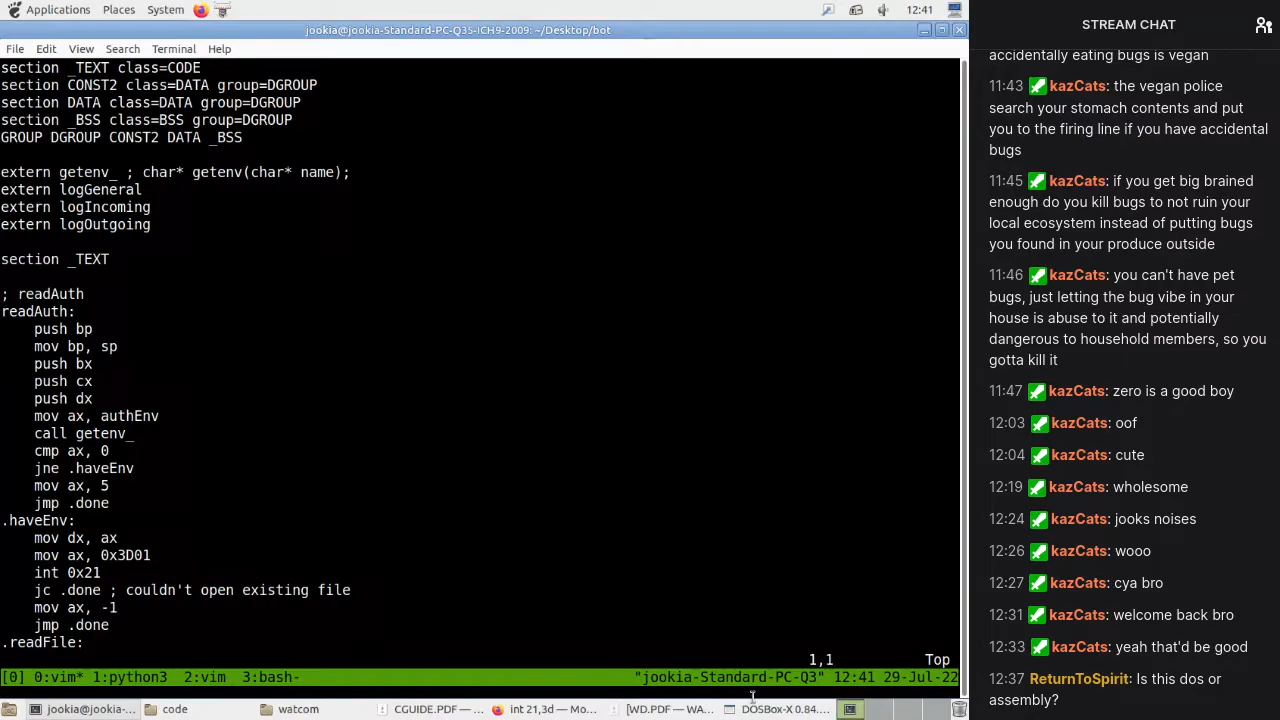 Applications Places System 12:41
jookia@jookia-Standard-PC-Q35-ICH9-2009: ~/Desktop/bot
File Edit View Search Terminal Help
section _TEXT class=CODE
section CONST2 class=DATA group=DGROUP
section DATA class=DATA group=DGROUP
section _BSS class=BSS group=DGROUP
GROUP DGROUP CONST2 DATA _BSS
extern getenv_ ; char* getenv(char* name);
extern logGeneral
extern logIncoming
extern logOutgoing
section _TEXT
; readAuth
readAuth:
push bp
mov bp, sp
push bx
push cx
push dx
mov ax, authEnv
call getenv_
cmp ax, 0
jne .haveEnv
mov ax, 5
jmp .done
.haveEnv:
mov dx, ax
mov ax, 0x3D01
int 0x21
jc .done ; couldn't open existing file
mov ax, -1
jmp .done
.readFile:
1,1 Top
[0] 0:vim* 1:python3 2:vim 3:bash- "jookia-Standard-PC-Q3" 12:41 29-Jul-22
jookia@jookia-... code watcom CGUIDE.PDF —... int 21,3d — Mo... [WD.PDF — WA... DOSBox-X 0.84....
STREAM CHAT
accidentally eating bugs is vegan
11:43 kazCats: the vegan police
search your stomach contents and put
you to the firing line if you have accidental
bugs
11:45 kazCats: if you get big brained
enough do you kill bugs to not ruin your
local ecosystem instead of putting bugs
you found in your produce outside
11:46 kazCats: you can't have pet
bugs, just letting the bug vibe in your
house is abuse to it and potentially
dangerous to household members, so you
gotta kill it
11:47 kazCats: zero is a good boy
12:03 kazCats: oof
12:04 kazCats: cute
12:19 kazCats: wholesome
12:24 kazCats: jooks noises
12:26 kazCats: wooo
12:27 kazCats: cya bro
12:31 kazCats: welcome back bro
12:33 kazCats: yeah that'd be good
12:37 ReturnToSpirit: Is this dos or
assembly?